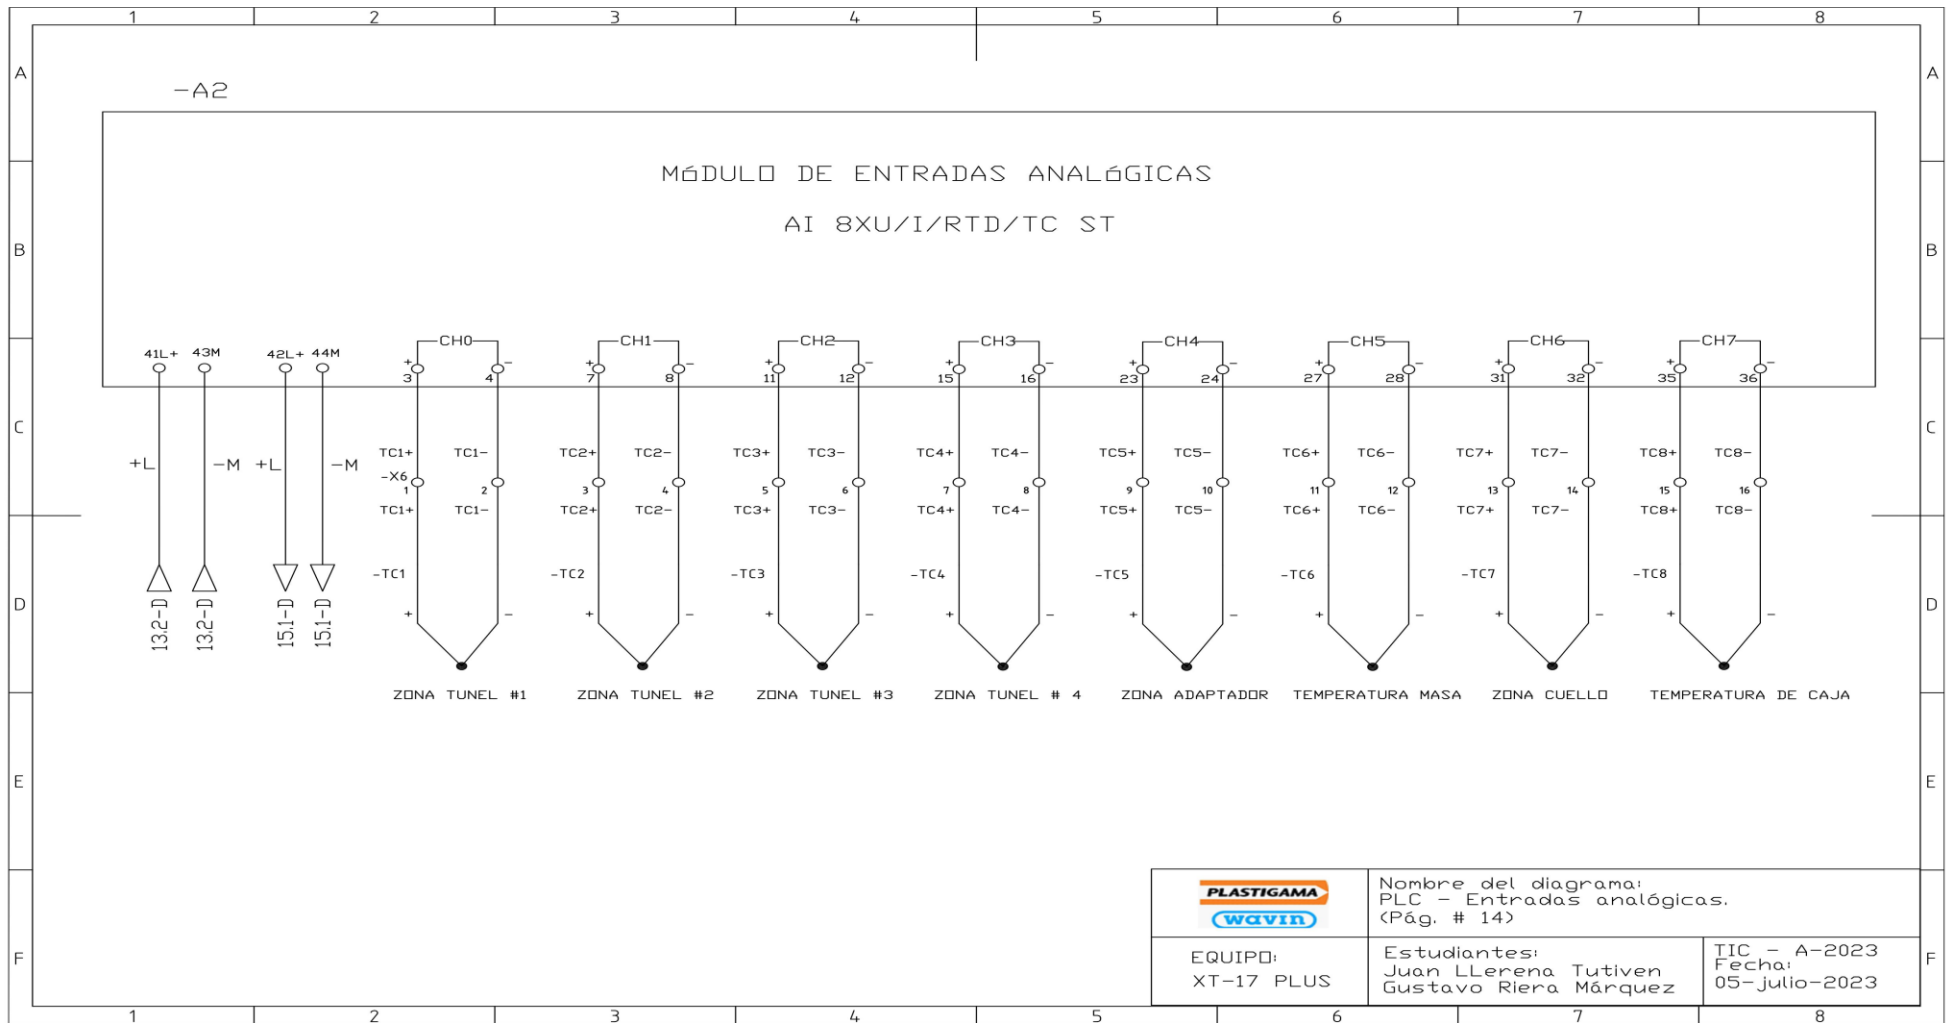 1 2 3 4 5 6 7 8
A A
-A2
MóDULO DE ENTRADAS ANALóGICAS
AI 8XU/I/RTD/TC ST
B B
41L+ 43M 42L+ 44M
CH0 CH1 CH2 CH3 CH4 CH5 CH6 CH7
+ - + - + - + - + - + - + - + -
3 4 7 8 11 12 15 16 23 24 27 28 31 32 35 36
C C
TC1+ TC1- TC2+ TC2- TC3+ TC3- TC4+ TC4- TC5+ TC5- TC6+ TC6- TC7+ TC7- TC8+ TC8-
+L -M +L -M
-X6
1 2 3 4 5 6 7 8 9 10 11 12 13 14 15 16
TC1+ TC1- TC2+ TC2- TC3+ TC3- TC4+ TC4- TC5+ TC5- TC6+ TC6- TC7+ TC7- TC8+ TC8-
-TC1 -TC2 -TC3 -TC4 -TC5 -TC6 -TC7 -TC8
D D
+ - + - + - + - + - + - + - + -
13.2-D 13.2-D 15.1-D 15.1-D
ZONA TUNEL #1 ZONA TUNEL #2 ZONA TUNEL #3 ZONA TUNEL # 4 ZONA ADAPTADOR TEMPERATURA MASA ZONA CUELLO TEMPERATURA DE CAJA
E E
PLASTIGAMA
wavin
Nombre del diagrama:
PLC - Entradas analógicas.
(Pág. # 14)
F F
EQUIPO:
XT-17 PLUS
Estudiantes:
Juan LLerena Tutiven
Gustavo Riera Márquez
TIC - A-2023
Fecha:
05-julio-2023
1 2 3 4 5 6 7 8